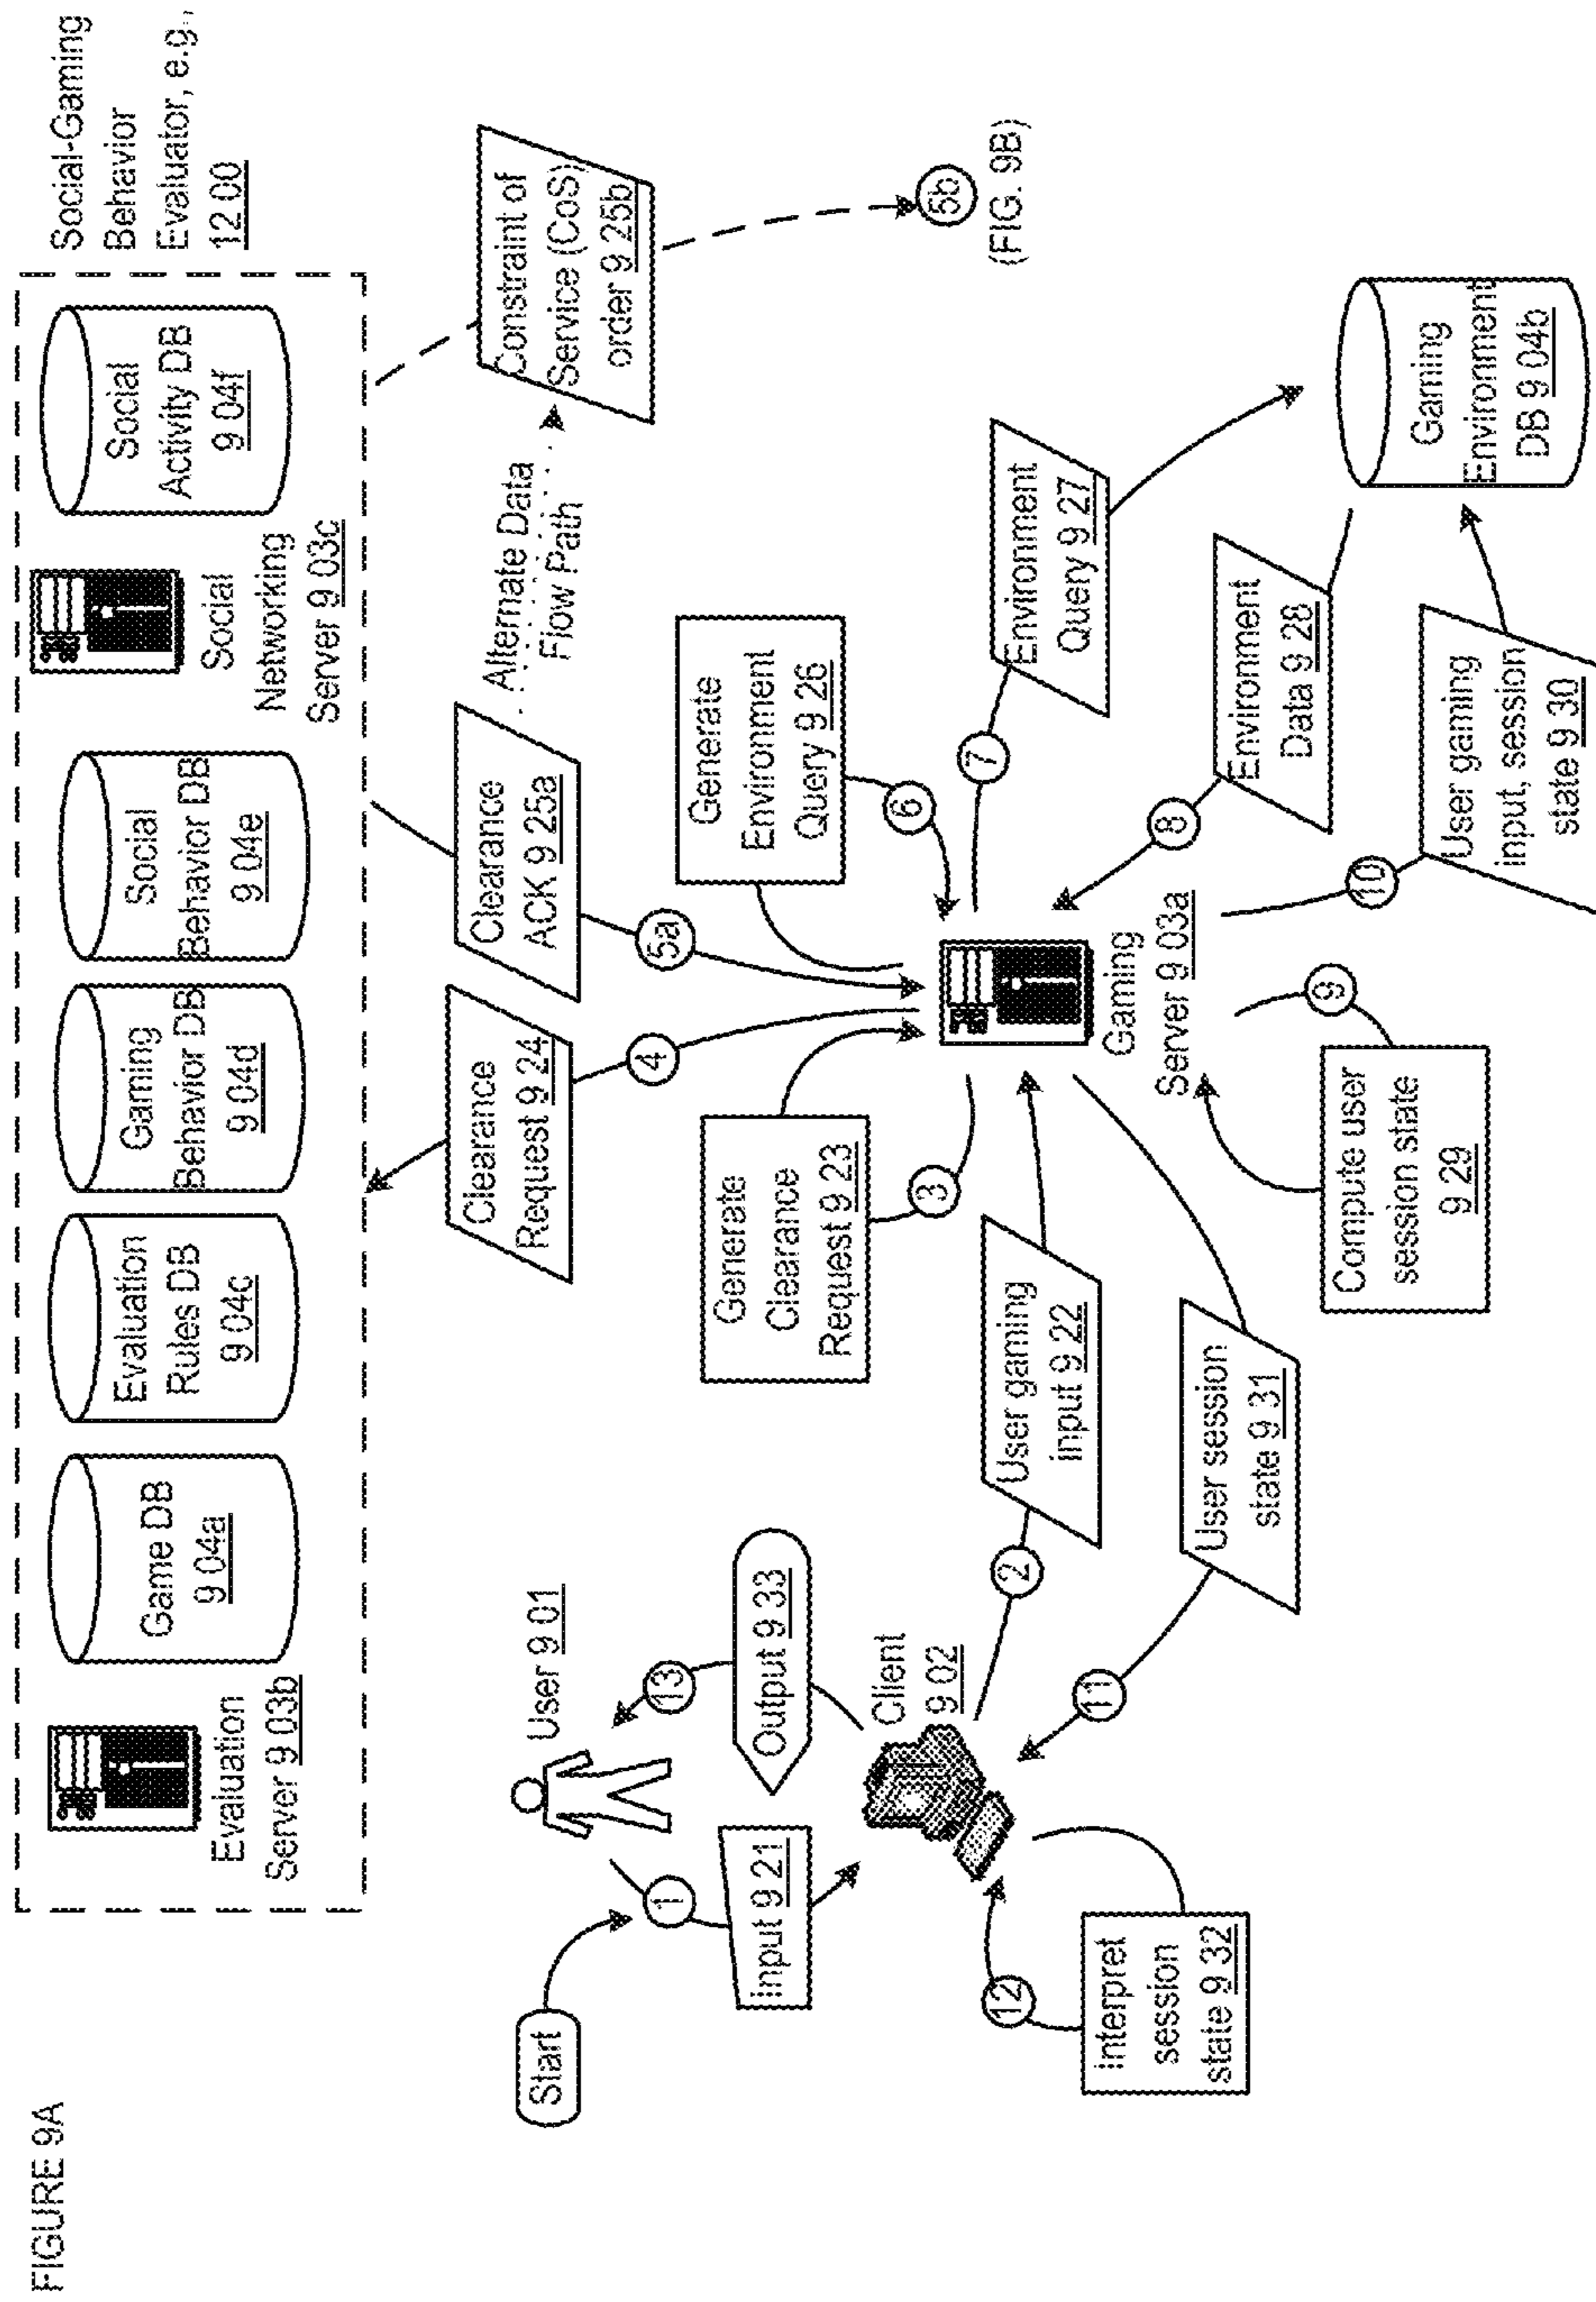 FIGURE 9A
Social-Gaming
Behavior
Evaluator, e.g.,
12 00
Evaluation
Server 9 03b
Game DB
9 04a
Evaluation
Rules DB
9 04c
Gaming
Behavior DB
9 04d
Social
Behavior DB
9 04e
Social
Networking
Server 9 03c
Social
Activity DB
9 04f
Start
1
Input 9 21
User 9 01
13
Output 9 33
Client
9 02
12
Interpret
session
state 9 32
2
User gaming
input 9 22
11
User session
state 9 31
Generate
Clearance
Request 9 23
3
Clearance
Request 9 24
4
Clearance
ACK 9 25a
5a
Alternate Data
Flow Path
Constraint of
Service (CoS)
order 9 25b
5b
(FIG. 9B)
Generate
Environment
Query 9 26
6
7
Environment
Query 9 27
Gaming
Server 9 03a
8
Environment
Data 9 28
Gaming
Environment
DB 9 04b
9
Compute user
session state
9 29
10
User gaming
input, session
state 9 30